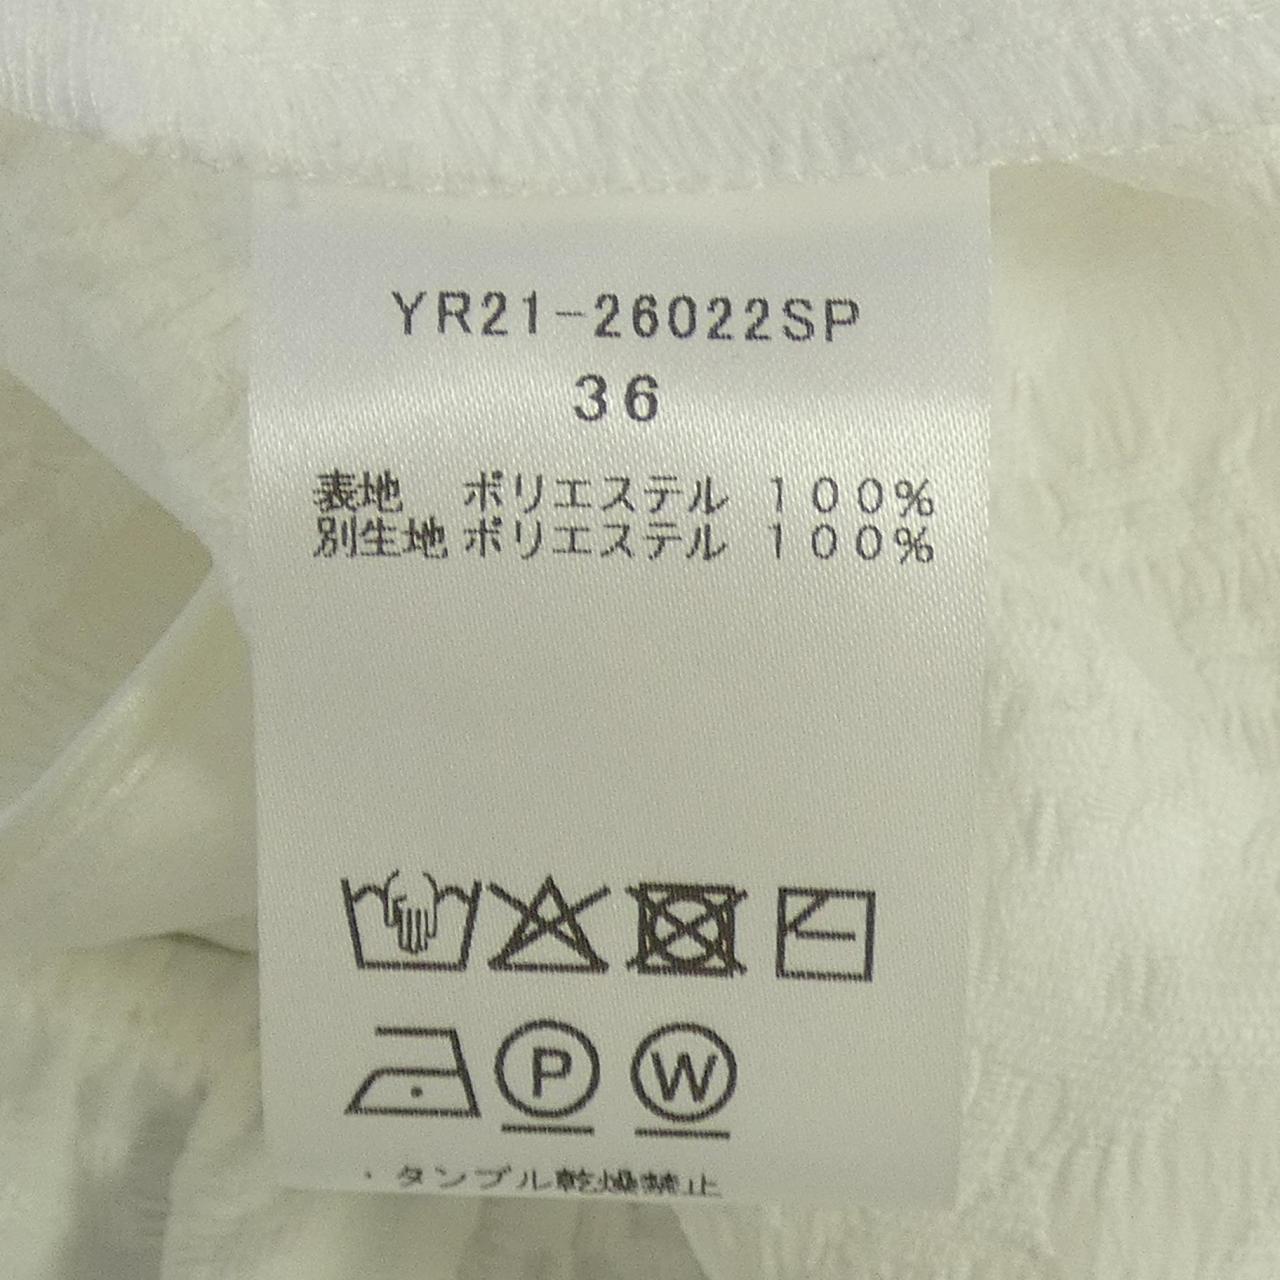 YR21-26022SP
36
表地 ポリエステル 100%
別生地 ポリエステル 100%
P W
・タンブル乾燥禁止